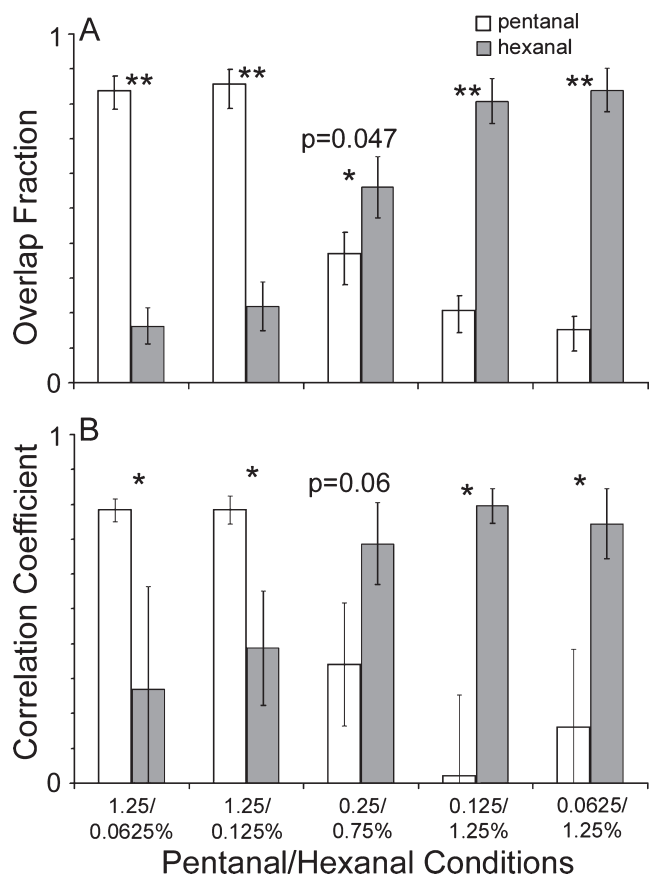 A
pentanal
hexanal
1
**
**
p=0.047
*
**
**
Overlap Fraction
0
B
1
*
*
p=0.06
*
*
Correlation Coefficient
0
1.25/ 1.25/ 0.25/ 0.125/ 0.0625/
0.0625% 0.125% 0.75% 1.25% 1.25%
Pentanal/Hexanal Conditions